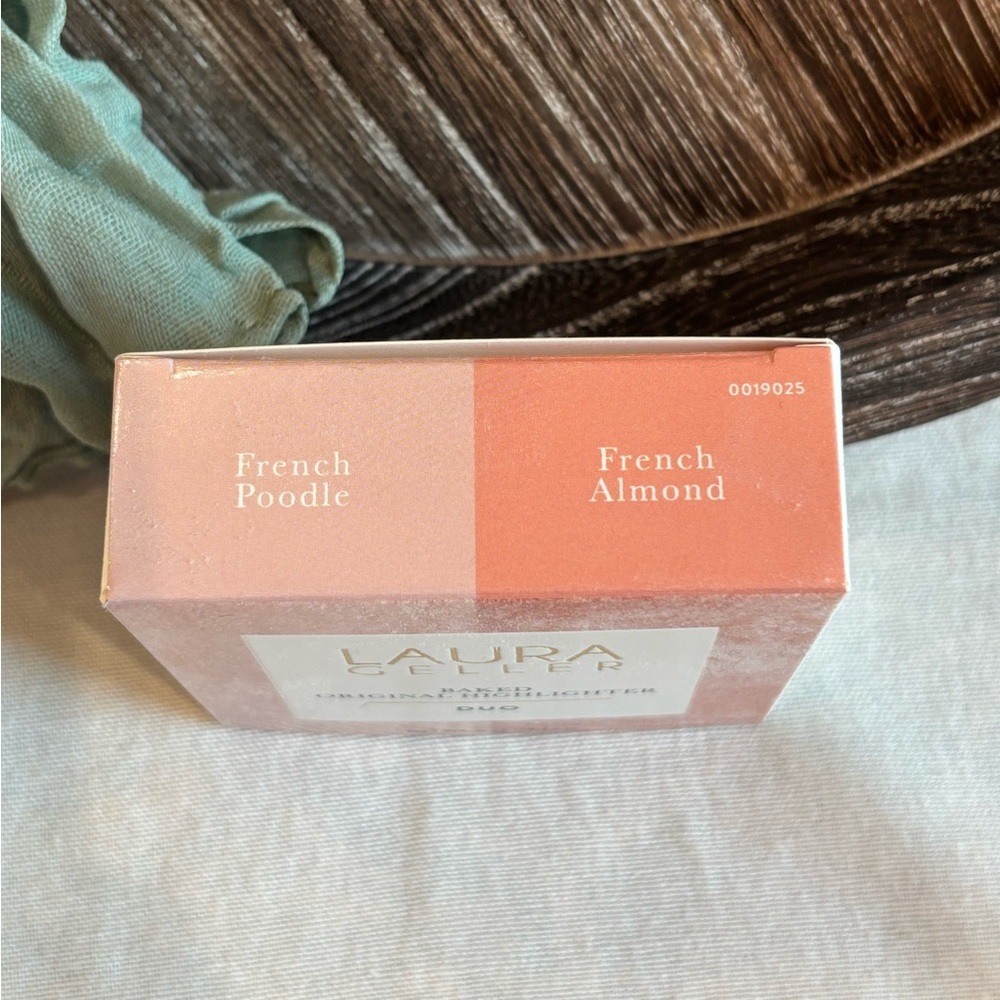 0019025
French
Poodle
French
Almond
LAURA
GELLER
BAKED
ORIGINAL HIGHLIGHTER
DUO